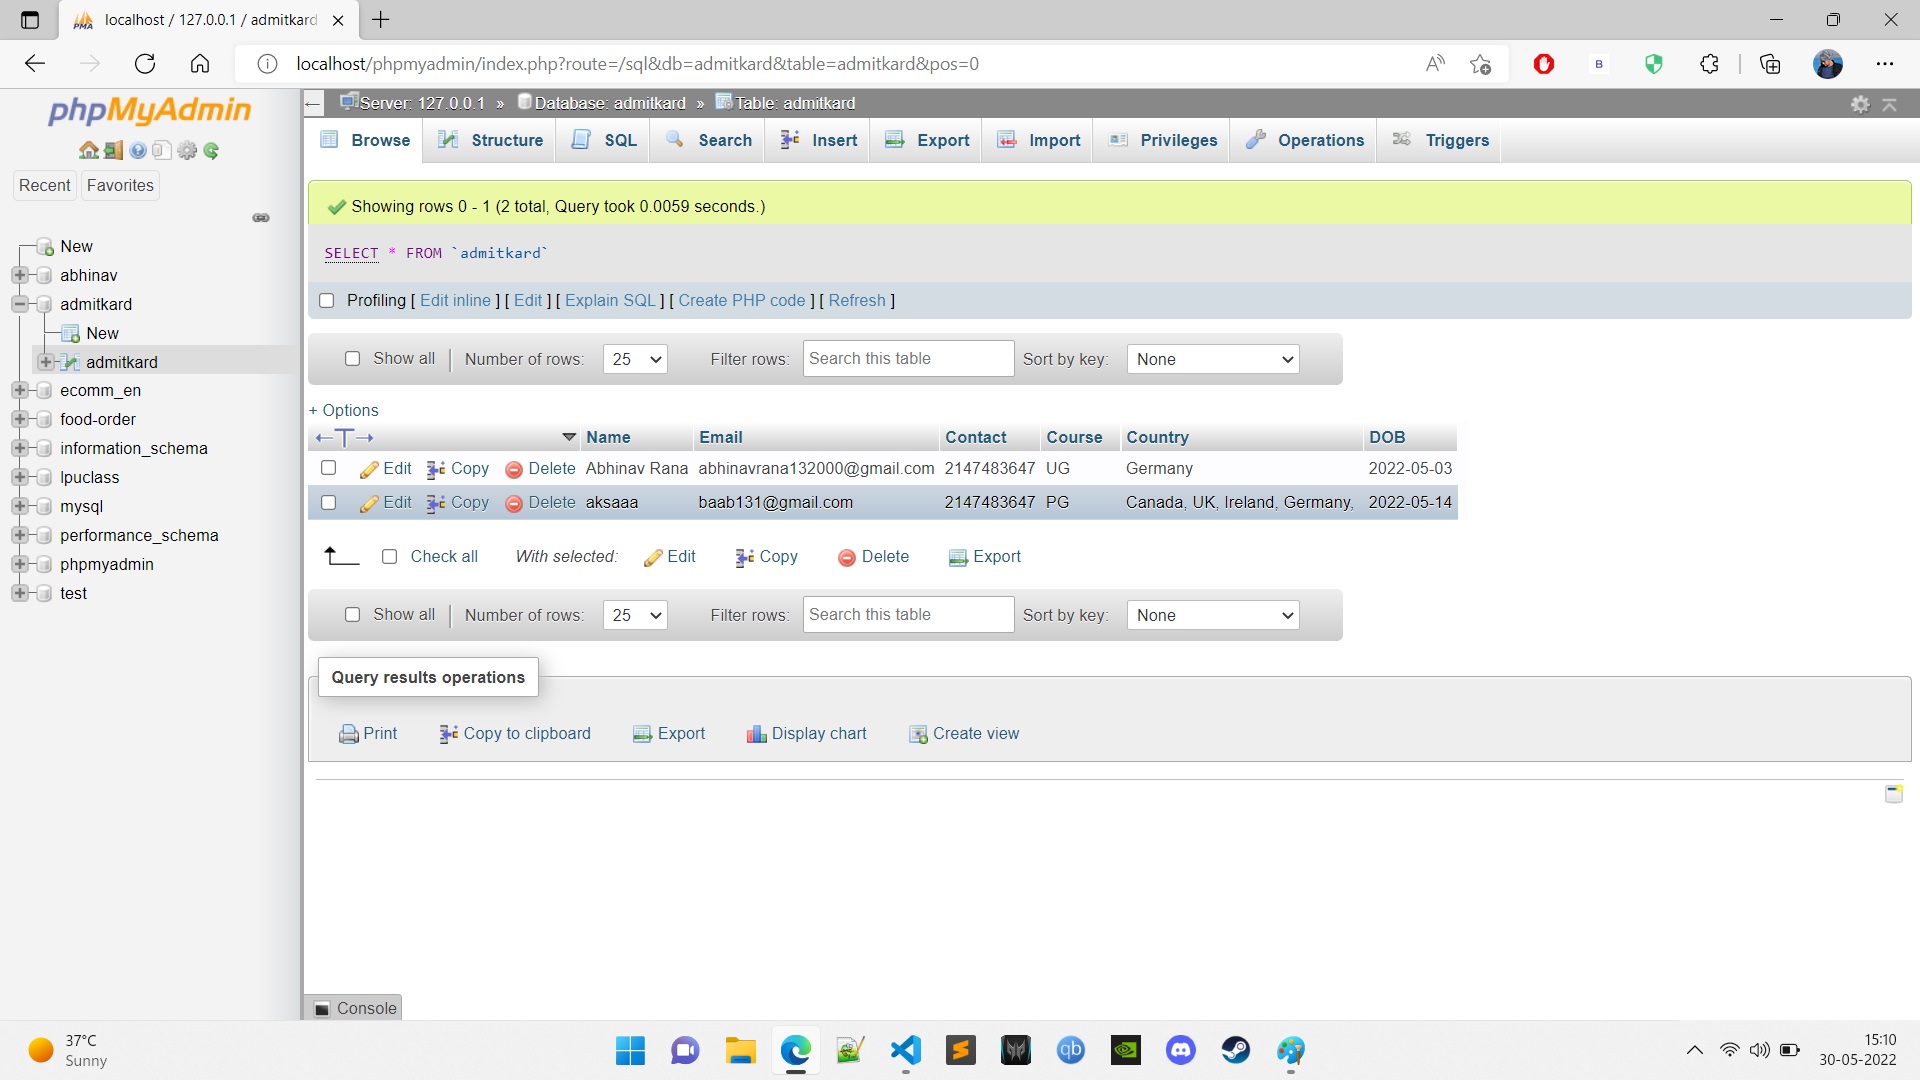 localhost / 127.0.0.1 / admitkard
localhost/phpmyadmin/index.php?route=/sql&db=admitkard&table=admitkard&pos=0
phpMyAdmin
Recent Favorites
New
abhinav
admitkard
New
admitkard
ecomm_en
food-order
information_schema
lpuclass
mysql
performance_schema
phpmyadmin
test
Server: 127.0.0.1 » Database: admitkard » Table: admitkard
Browse Structure SQL Search Insert Export Import Privileges Operations Triggers
Showing rows 0 - 1 (2 total, Query took 0.0059 seconds.)
SELECT * FROM `admitkard`
Profiling [ Edit inline ] [ Edit ] [ Explain SQL ] [ Create PHP code ] [ Refresh ]
Show all | Number of rows: 25 Filter rows: Search this table Sort by key: None
+ Options
←T→ Name Email Contact Course Country DOB
Edit Copy Delete Abhinav Rana abhinavrana132000@gmail.com 2147483647 UG Germany 2022-05-03
Edit Copy Delete aksaaa baab131@gmail.com 2147483647 PG Canada, UK, Ireland, Germany, 2022-05-14
Check all With selected: Edit Copy Delete Export
Show all | Number of rows: 25 Filter rows: Search this table Sort by key: None
Query results operations
Print Copy to clipboard Export Display chart Create view
Console
37°C
Sunny
15:10
30-05-2022